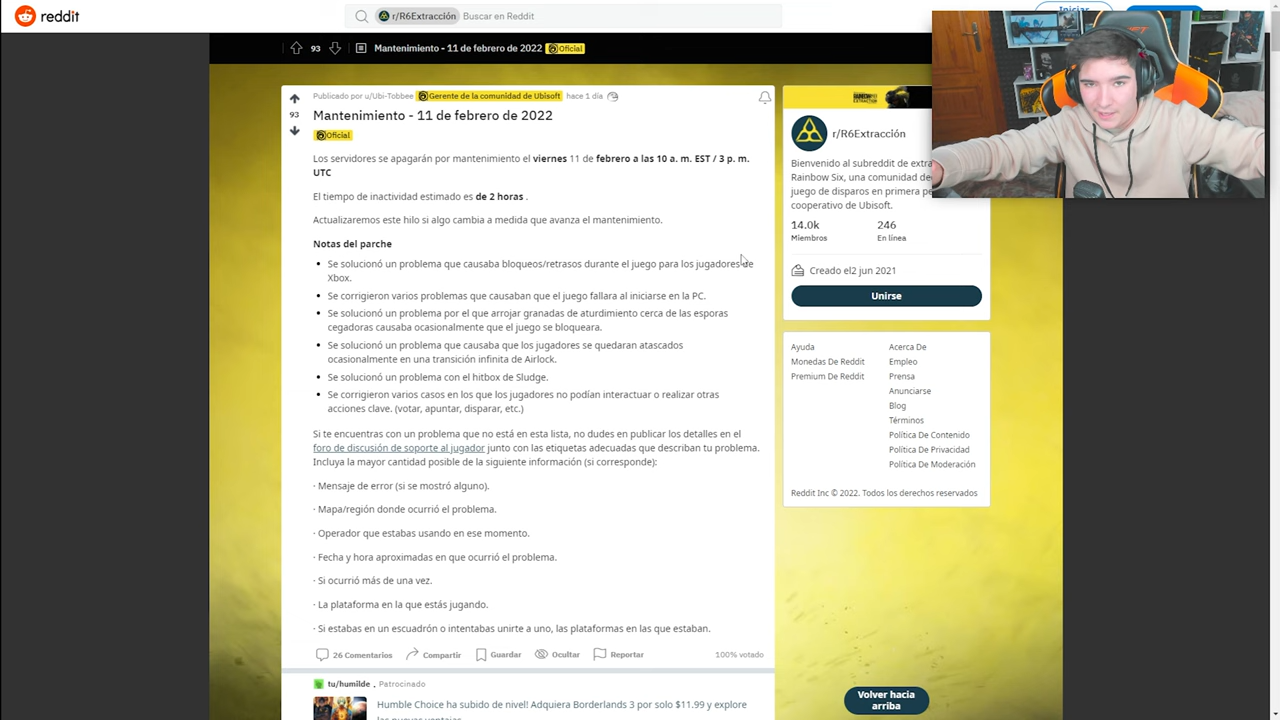 reddit
r/R6Extracción
Buscar en Reddit
Iniciar
93
Mantenimiento - 11 de febrero de 2022
Oficial
Publicado por u/Ubi-Tobbee
Gerente de la comunidad de Ubisoft
hace 1 día
93
Mantenimiento - 11 de febrero de 2022
Oficial
Los servidores se apagarán por mantenimiento el viernes 11 de febrero a las 10 a. m. EST / 3 p. m.
UTC
El tiempo de inactividad estimado es de 2 horas .
Actualizaremos este hilo si algo cambia a medida que avanza el mantenimiento.
Notas del parche
• Se solucionó un problema que causaba bloqueos/retrasos durante el juego para los jugadores de
Xbox.
• Se corrigieron varios problemas que causaban que el juego fallara al iniciarse en la PC.
• Se solucionó un problema por el que arrojar granadas de aturdimiento cerca de las esporas
cegadoras causaba ocasionalmente que el juego se bloqueara.
• Se solucionó un problema que causaba que los jugadores se quedaran atascados
ocasionalmente en una transición infinita de Airlock.
• Se solucionó un problema con el hitbox de Sludge.
• Se corrigieron varios casos en los que los jugadores no podían interactuar o realizar otras
acciones clave. (votar, apuntar, disparar, etc.)
Si te encuentras con un problema que no está en esta lista, no dudes en publicar los detalles en el
foro de discusión de soporte al jugador junto con las etiquetas adecuadas que describan tu problema.
Incluya la mayor cantidad posible de la siguiente información (si corresponde):
· Mensaje de error (si se mostró alguno).
· Mapa/región donde ocurrió el problema.
· Operador que estabas usando en ese momento.
· Fecha y hora aproximadas en que ocurrió el problema.
· Si ocurrió más de una vez.
· La plataforma en la que estás jugando.
· Si estabas en un escuadrón o intentabas unirte a uno, las plataformas en las que estaban.
26 Comentarios
Compartir
Guardar
Ocultar
Reportar
100% votado
tu/humilde . Patrocinado
Humble Choice ha subido de nivel! Adquiera Borderlands 3 por solo $11.99 y explore
las nuevas ventajas
r/R6Extracción
Bienvenido al subreddit de extra
Rainbow Six, una comunidad de
juego de disparos en primera pe
cooperativo de Ubisoft.
14.0k
246
Miembros
En línea
Creado el2 jun 2021
Unirse
Ayuda
Acerca De
Monedas De Reddit
Empleo
Premium De Reddit
Prensa
Anunciarse
Blog
Términos
Política De Contenido
Política De Privacidad
Política De Moderación
Reddit Inc © 2022. Todos los derechos reservados
Volver hacia
arriba